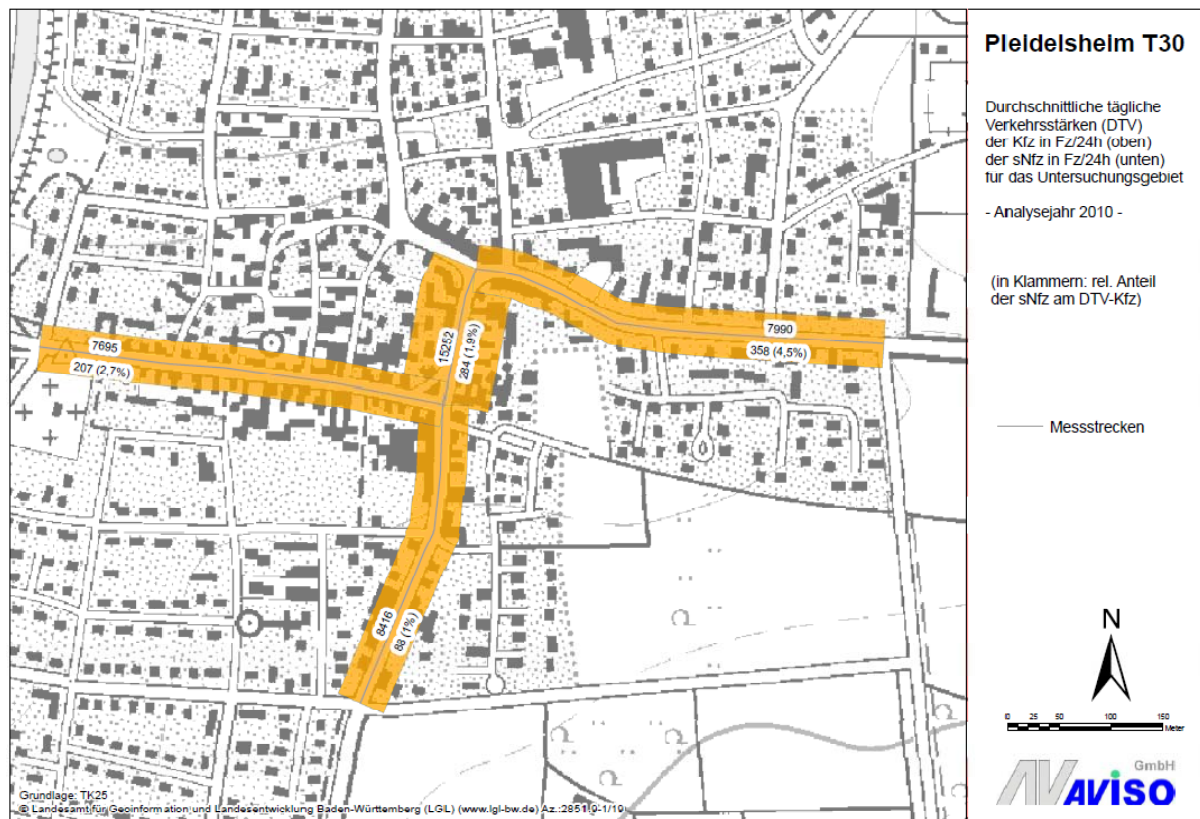 Pleidelsheim T30
Durchschnittliche tägliche
Verkehrsstärken (DTV)
der Kfz in Fz/24h (oben)
der sNfz in Fz/24h (unten)
für das Untersuchungsgebiet
- Analysejahr 2010 -
(in Klammern: rel. Anteil
der sNfz am DTV-Kfz)
7695
207 (2,7%)
15252
284 (1,9%)
7990
358 (4,5%)
8416
88 (1%)
Messstrecken
N
0 25 50 100 150
Meter
GmbH
AVISO
Grundlage: TK25
© Landesamt für Geoinformation und Landesentwicklung Baden-Württemberg (LGL) (www.lgl-bw.de) Az.:2851.9-1/19